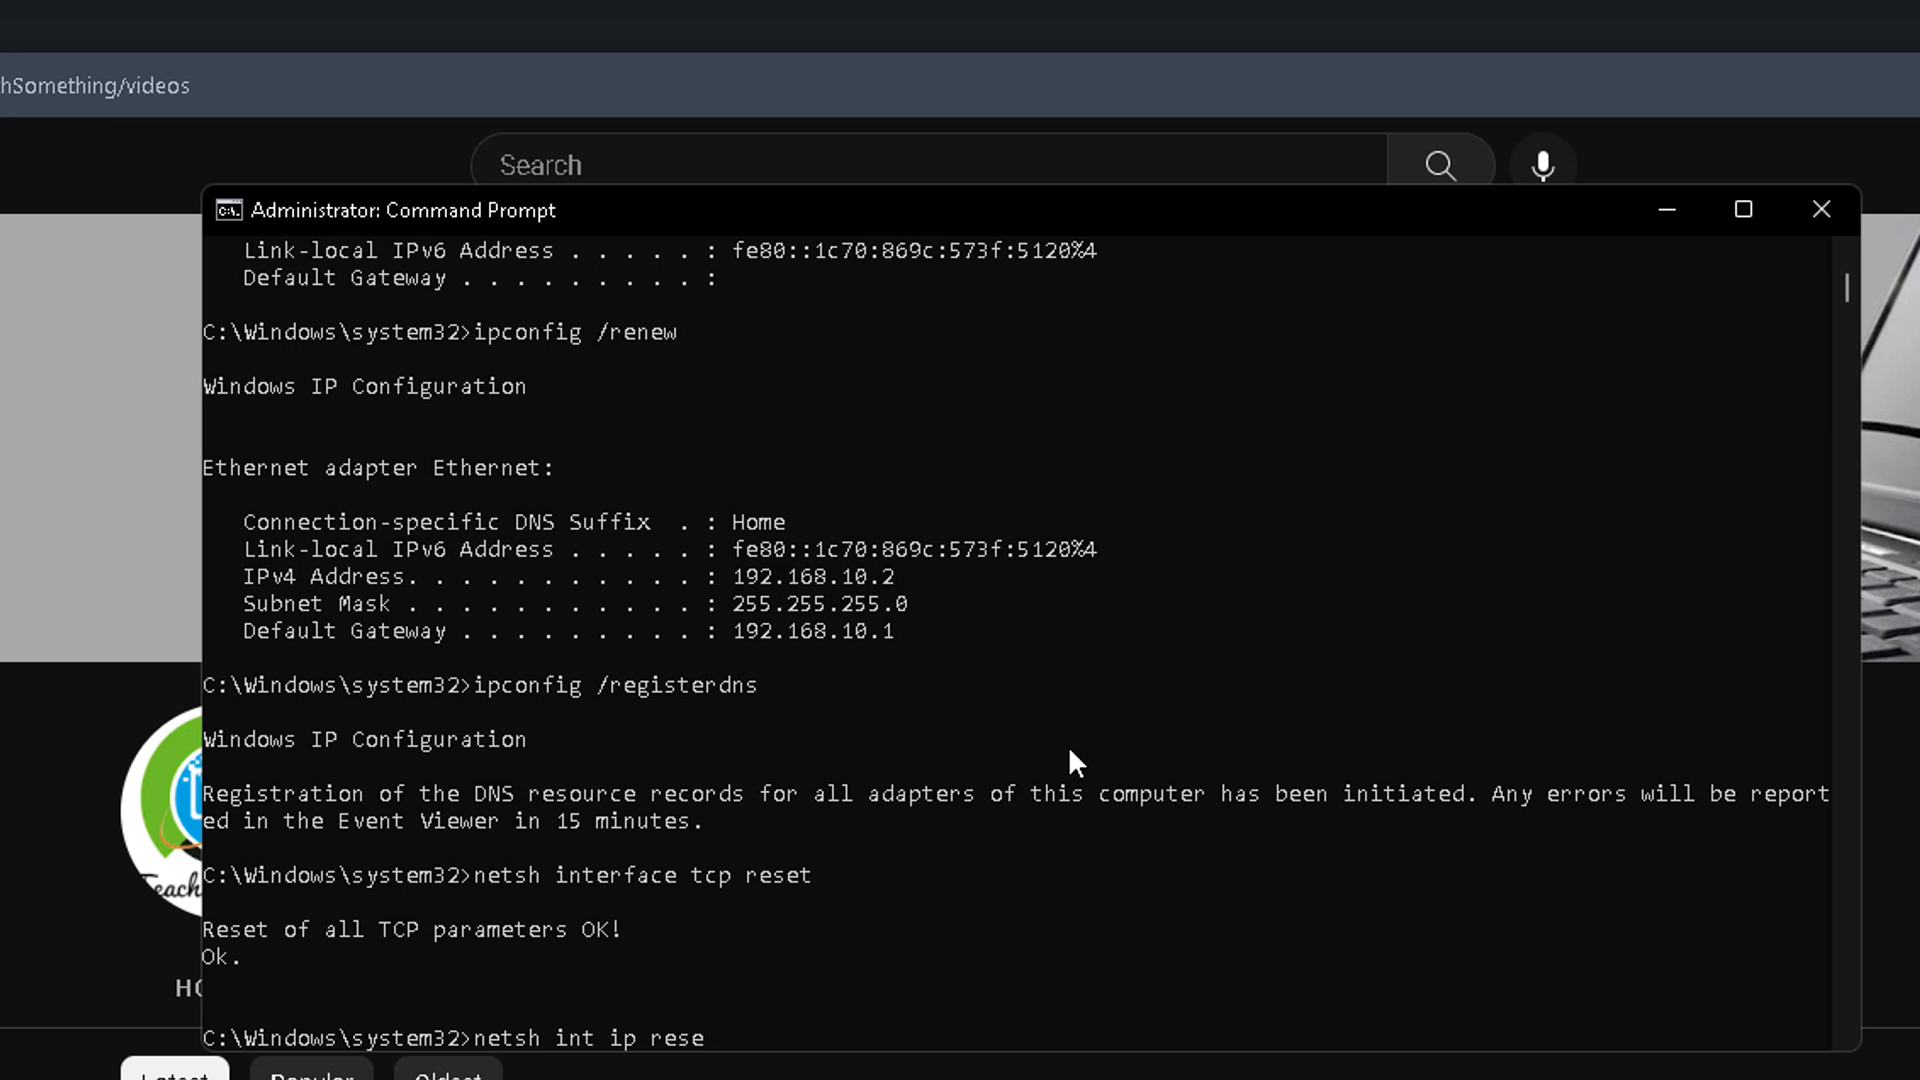 hSomething/videos
Search
Administrator: Command Prompt
Link-local IPv6 Address . . . . . : fe80::1c70:869c:573f:5120%4
Default Gateway . . . . . . . . . :
C:\Windows\system32>ipconfig /renew
Windows IP Configuration
Ethernet adapter Ethernet:
Connection-specific DNS Suffix . : Home
Link-local IPv6 Address . . . . . : fe80::1c70:869c:573f:5120%4
IPv4 Address. . . . . . . . . . . : 192.168.10.2
Subnet Mask . . . . . . . . . . . : 255.255.255.0
Default Gateway . . . . . . . . . : 192.168.10.1
C:\Windows\system32>ipconfig /registerdns
Windows IP Configuration
Registration of the DNS resource records for all adapters of this computer has been initiated. Any errors will be report
ed in the Event Viewer in 15 minutes.
C:\Windows\system32>netsh interface tcp reset
Teach
Reset of all TCP parameters OK!
Ok.
HO
C:\Windows\system32>netsh int ip rese
Latest Popular Oldest